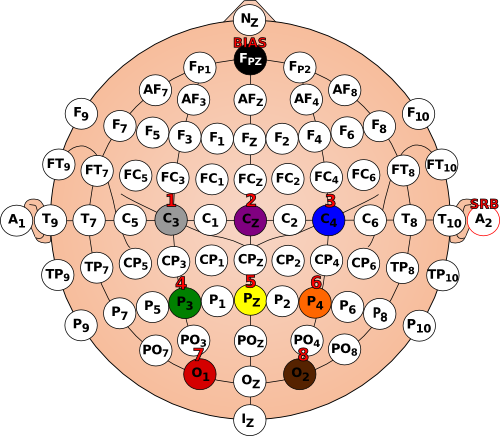 NZ
BIAS
FP1 FPZ FP2
AF7 AF3 AFZ AF4 AF8
F9 F7 F5 F3 F1 FZ F2 F4 F6 F8 F10
FT9 FT7 FC5 FC3 FC1 FCZ FC2 FC4 FC6 FT8 FT10
1 2 3 SRB
A1 T9 T7 C5 C3 C1 CZ C2 C4 C6 T8 T10 A2
TP9 TP7 CP5 CP3 CP1 CPZ CP2 CP4 CP6 TP8 TP10
4 5 6
P9 P7 P5 P3 P1 PZ P2 P4 P6 P8 P10
PO7 PO3 POZ PO4 PO8
7 8
O1 OZ O2
IZ